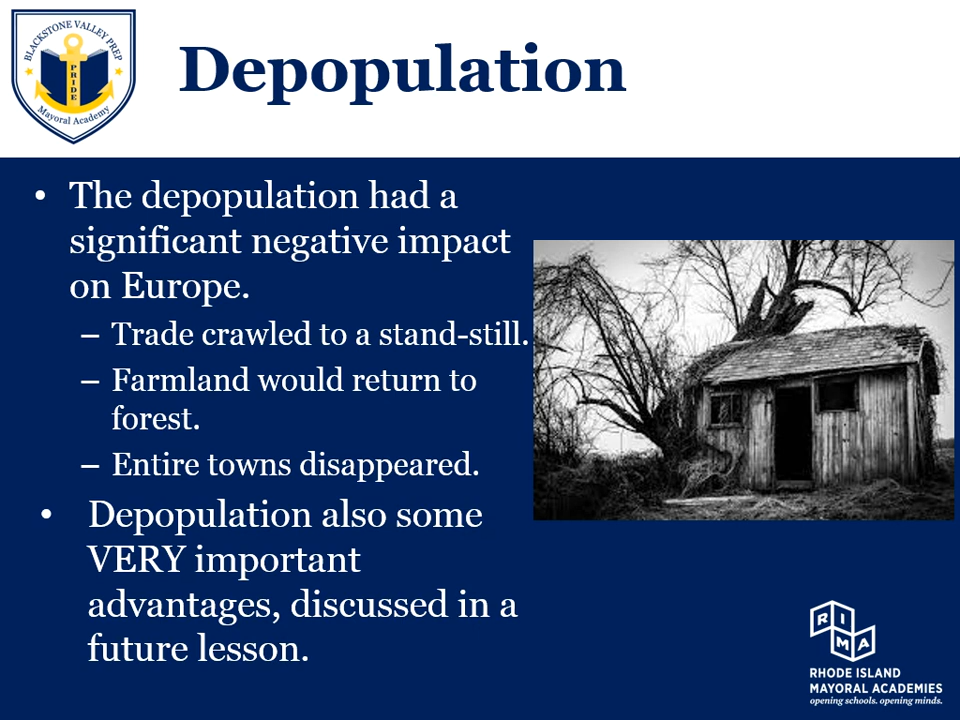 BLACKSTONE VALLEY PREP
PRIDE
Mayoral Academy
Depopulation
• The depopulation had a
significant negative impact
on Europe.
– Trade crawled to a stand-still.
– Farmland would return to
forest.
– Entire towns disappeared.
• Depopulation also some
VERY important
advantages, discussed in a
future lesson.
RIMA
RHODE ISLAND
MAYORAL ACADEMIES
opening schools. opening minds.